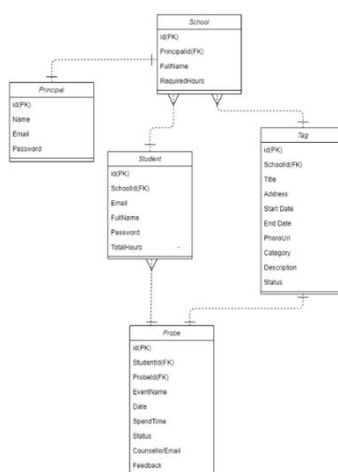 School
id(PK)
PrincipalId(FK)
FullName
RequiredHours
Principal
id(PK)
Name
Email
Password
Student
id(PK)
SchoolId(FK)
Email
FullName
Password
TotalHours
Tag
id(PK)
SchoolId(FK)
Title
Address
Start Date
End Date
PhoroUrl
Category
Description
Status
Probe
id(PK)
StudentId(FK)
ProbeId(FK)
EventName
Date
SpendTime
Status
CounsellorEmail
Feedback